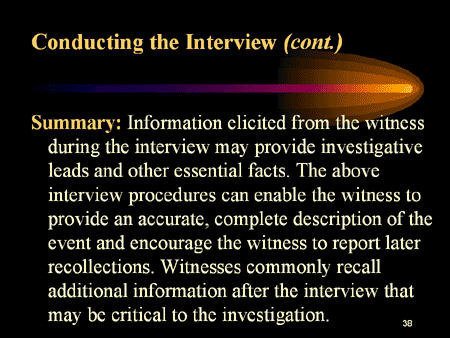 Conducting the Interview (cont.)
Summary: Information elicited from the witness
during the interview may provide investigative
leads and other essential facts. The above
interview procedures can enable the witness to
provide an accurate, complete description of the
event and encourage the witness to report later
recollections. Witnesses commonly recall
additional information after the interview that
may be critical to the investigation.
38